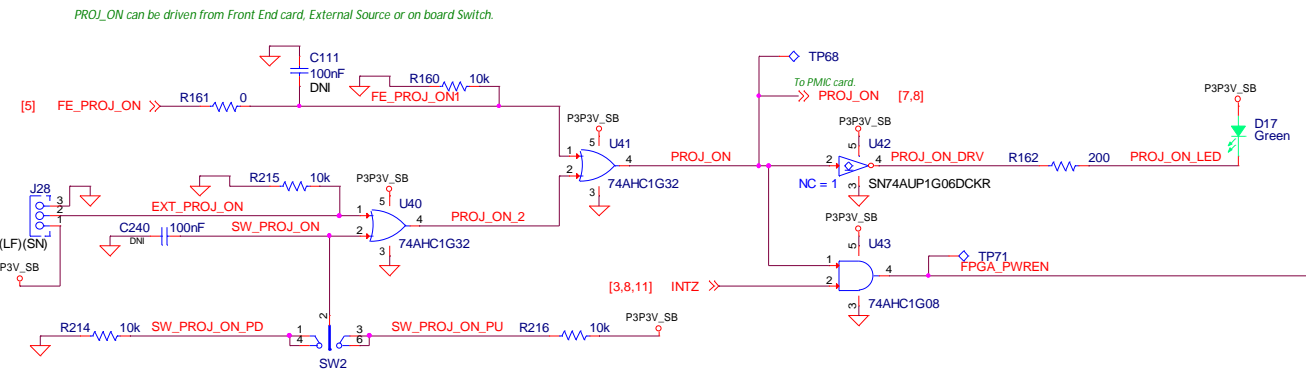 PROJ_ON can be driven from Front End card, External Source or on board Switch.
C111
100nF
DNI
R160 10k
TP68
To PMIC card.
[5] FE_PROJ_ON R161 0 FE_PROJ_ON1 PROJ_ON [7,8]
P3P3V_SB
D17
Green
P3P3V_SB
5 U41
1
2
4
3
74AHC1G32
PROJ_ON
P3P3V_SB
5 U42
2 4
3
NC = 1
SN74AUP1G06DCKR
PROJ_ON_DRV R162 200 PROJ_ON_LED
R215 10k
J28
3
2
1
(LF)(SN)
P3V_SB
EXT_PROJ_ON
C240 100nF
DNI
SW_PROJ_ON
P3P3V_SB
5 U40
1
2
4
3
74AHC1G32
PROJ_ON_2
P3P3V_SB
5 U43
1
2
4
3
74AHC1G08
TP71
FPGA_PWREN
[3,8,11] INTZ
R214 10k SW_PROJ_ON_PD
2
1
4
3
6
SW2
SW_PROJ_ON_PU R216 10k
P3P3V_SB